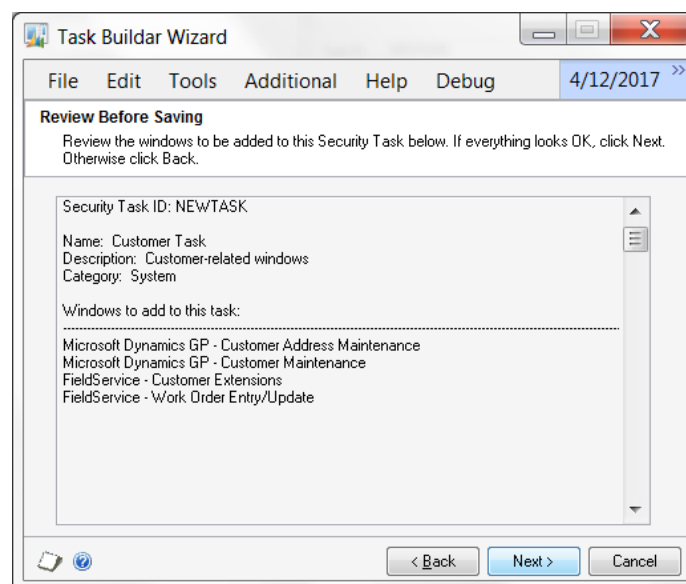 Task Buildar Wizard
File Edit Tools Additional Help Debug 4/12/2017 »
Review Before Saving
Review the windows to be added to this Security Task below. If everything looks OK, click Next.
Otherwise click Back.
Security Task ID: NEWTASK
Name: Customer Task
Description: Customer-related windows
Category: System
Windows to add to this task:
Microsoft Dynamics GP - Customer Address Maintenance
Microsoft Dynamics GP - Customer Maintenance
FieldService - Customer Extensions
FieldService - Work Order Entry/Update
< Back Next > Cancel